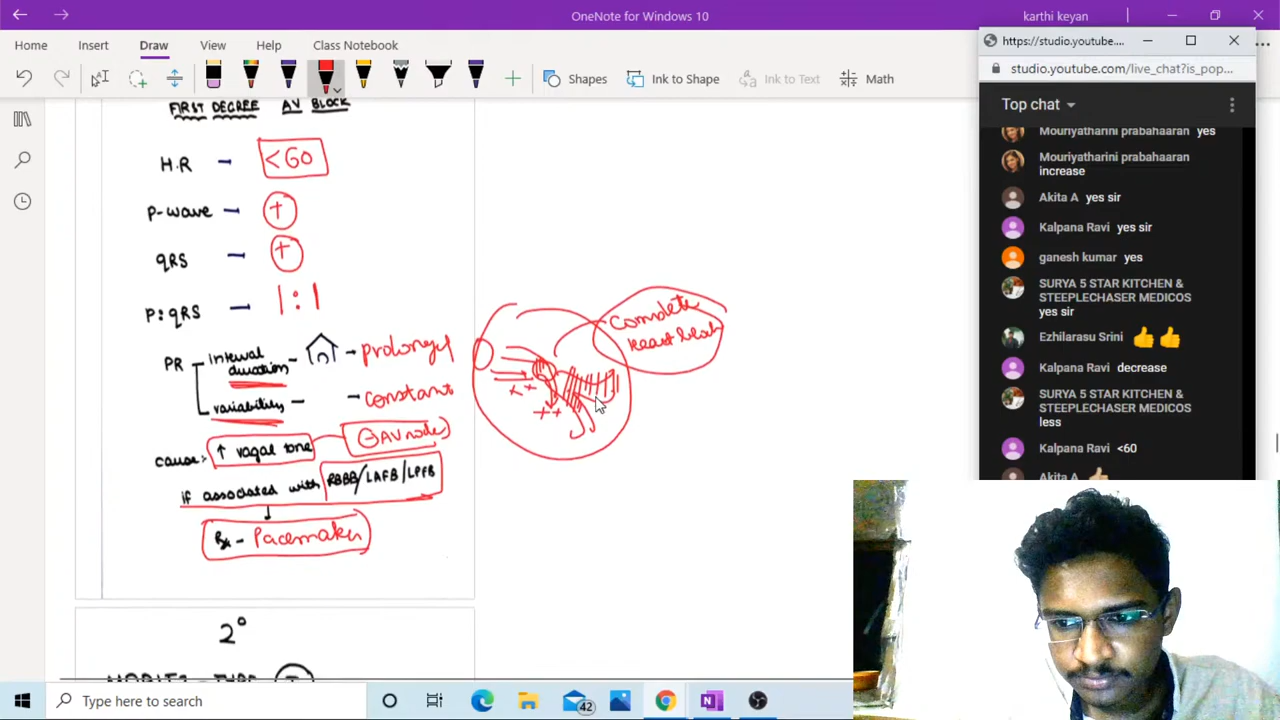 OneNote for Windows 10
karthi keyan
Home
Insert
Draw
View
Help
Class Notebook
Shapes
Ink to Shape
Ink to Text
Math
FIRST DEGREE AV BLOCK
H.R - <60
P-wave - +
qRS - +
P:qRS - 1:1
PR
interval duration - - prolonged
variability - - constant
cause:- ↑ vagal tone
⊖ AV node)
if associated with RBBB/LAFB/LPFB
Rx - Pacemaker
2°
MOBITZ TYPE I
Complete
Heart block
x x
x x
https://studio.youtube....
studio.youtube.com/live_chat?is_pop...
Top chat
Mouriyatharini prabahaaran yes
Mouriyatharini prabahaaran
increase
Akita A yes sir
Kalpana Ravi yes sir
ganesh kumar yes
SURYA 5 STAR KITCHEN &
STEEPLECHASER MEDICOS
yes sir
Ezhilarasu Srini 👍👍
Kalpana Ravi decrease
SURYA 5 STAR KITCHEN &
STEEPLECHASER MEDICOS
less
Kalpana Ravi <60
Akita A 👍
Type here to search
42